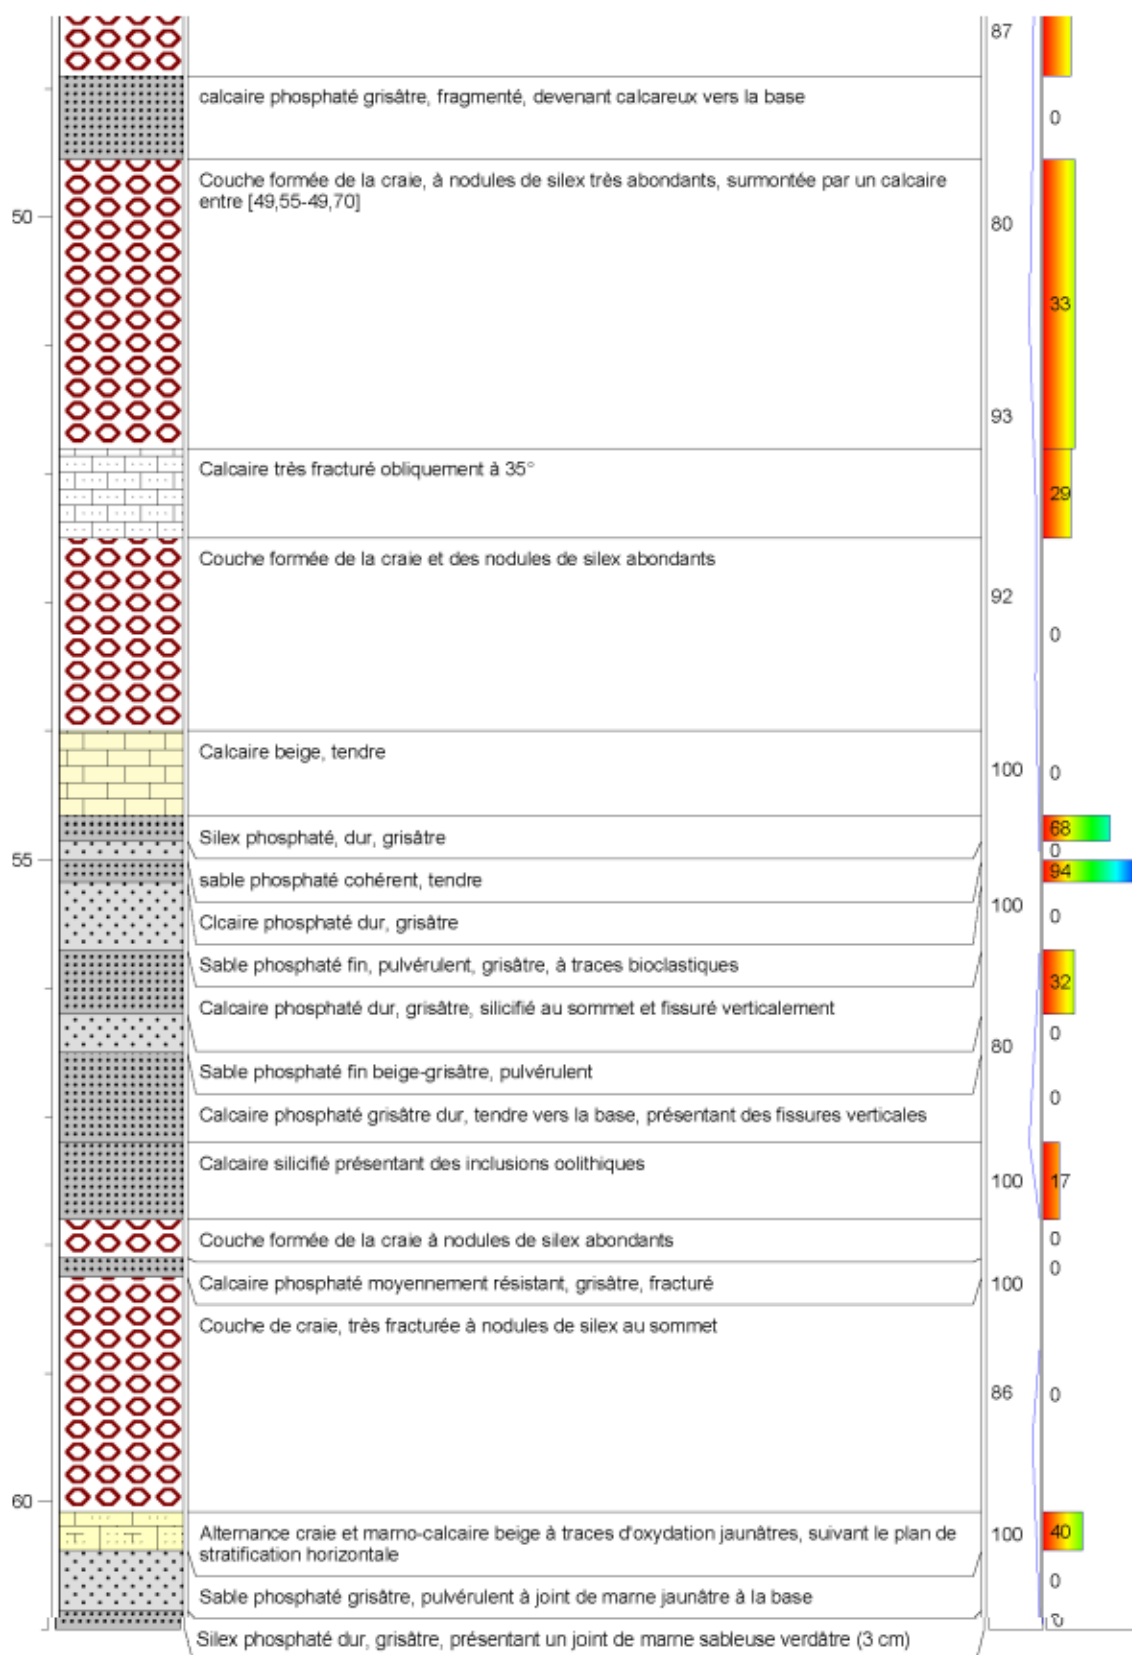 87
calcaire phosphaté grisâtre, fragmenté, devenant calcareux vers la base
0
Couche formée de la craie, à nodules de silex très abondants, surmontée par un calcaire
entre [49,55-49,70]
50
80
33
93
Calcaire très fracturé obliquement à 35°
29
Couche formée de la craie et des nodules de silex abondants
92
0
Calcaire beige, tendre
100
0
Silex phosphaté, dur, grisâtre
68
0
55
sable phosphaté cohérent, tendre
94
100
0
Clcaire phosphaté dur, grisâtre
Sable phosphaté fin, pulvérulent, grisâtre, à traces bioclastiques
32
Calcaire phosphaté dur, grisâtre, silicifié au sommet et fissuré verticalement
0
80
Sable phosphaté fin beige-grisâtre, pulvérulent
0
Calcaire phosphaté grisâtre dur, tendre vers la base, présentant des fissures verticales
Calcaire silicifié présentant des inclusions oolithiques
100
17
Couche formée de la craie à nodules de silex abondants
0
0
Calcaire phosphaté moyennement résistant, grisâtre, fracturé
100
Couche de craie, très fracturée à nodules de silex au sommet
86
0
60
Alternance craie et marno-calcaire beige à traces d'oxydation jaunâtres, suivant le plan de
stratification horizontale
100
40
0
Sable phosphaté grisâtre, pulvérulent à joint de marne jaunâtre à la base
Silex phosphaté dur, grisâtre, présentant un joint de marne sableuse verdâtre (3 cm)